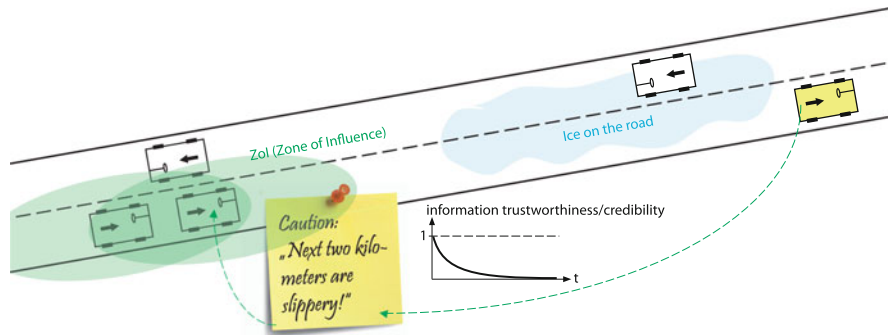 ZoI (Zone of Influence)
Ice on the road
Caution:
„Next two kilo-
meters are
slippery!“
information trustworthiness/credibility
1
t